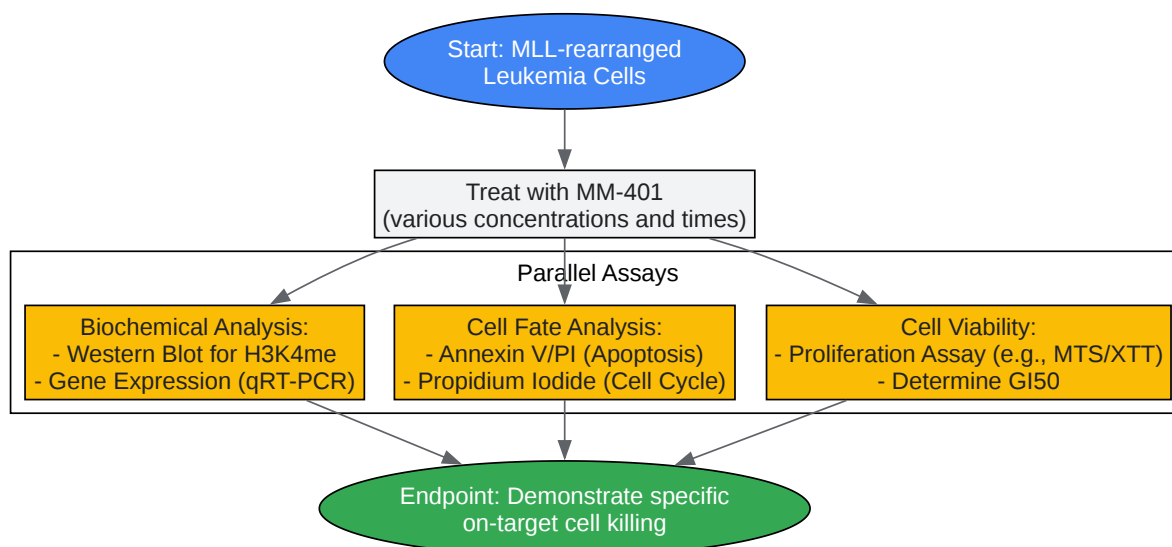 Start: MLL-rearranged
Leukemia Cells
Treat with MM-401
(various concentrations and times)
Parallel Assays
Biochemical Analysis:
- Western Blot for H3K4me
- Gene Expression (qRT-PCR)
Cell Fate Analysis:
- Annexin V/PI (Apoptosis)
- Propidium Iodide (Cell Cycle)
Cell Viability:
- Proliferation Assay (e.g., MTS/XTT)
- Determine GI50
Endpoint: Demonstrate specific
on-target cell killing